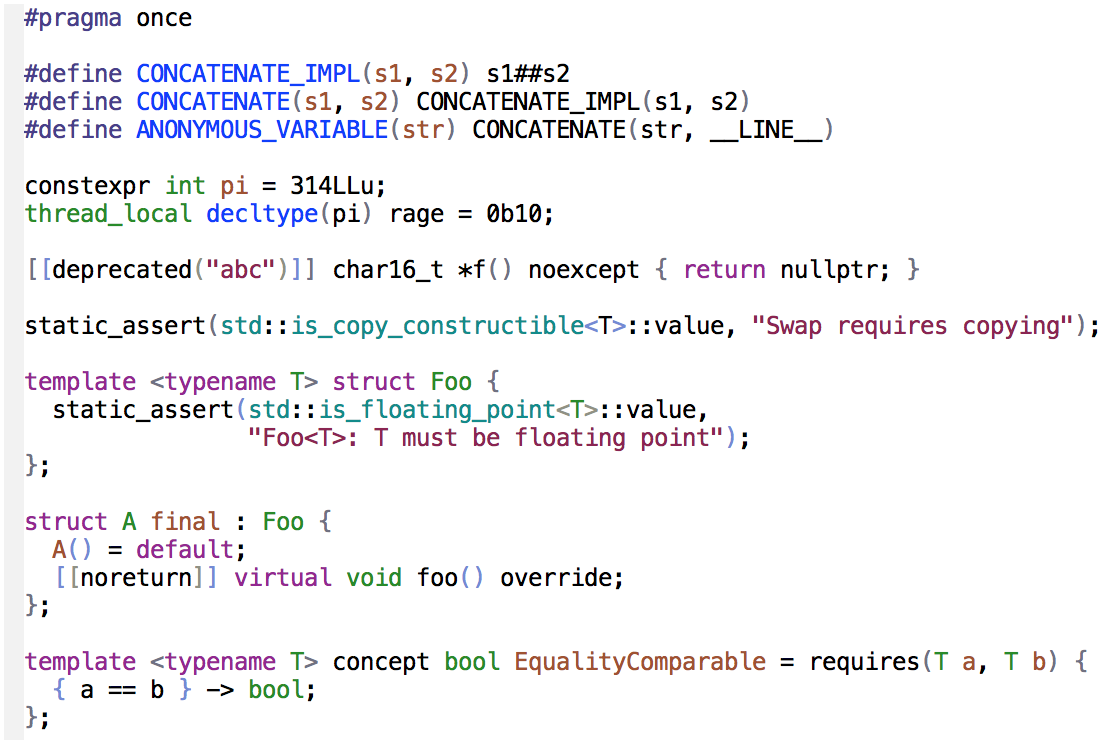 #pragma once

#define CONCATENATE_IMPL(s1, s2) s1##s2
#define CONCATENATE(s1, s2) CONCATENATE_IMPL(s1, s2)
#define ANONYMOUS_VARIABLE(str) CONCATENATE(str, __LINE__)

constexpr int pi = 314LLu;
thread_local decltype(pi) rage = 0b10;

[[deprecated("abc")]] char16_t *f() noexcept { return nullptr; }

static_assert(std::is_copy_constructible<T>::value, "Swap requires copying");

template <typename T> struct Foo {
  static_assert(std::is_floating_point<T>::value,
                "Foo<T>: T must be floating point");
};

struct A final : Foo {
  A() = default;
  [[noreturn]] virtual void foo() override;
};

template <typename T> concept bool EqualityComparable = requires(T a, T b) {
  { a == b } -> bool;
};